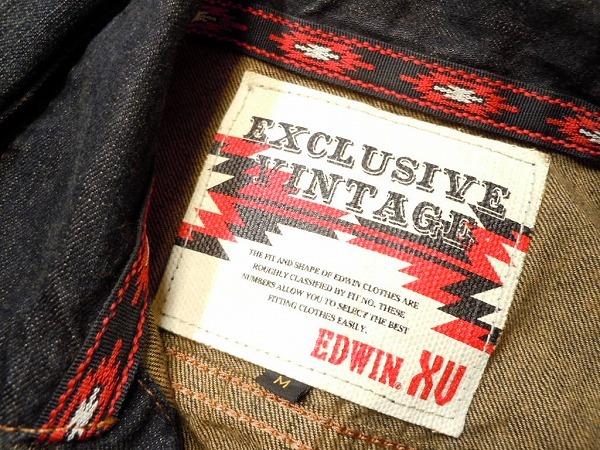 EXCLUSIVE
VINTAGE
THE FIT AND SHAPE OF EDWIN CLOTHES ARE
ROUGHLY CLASSIFIED BY FIT NO. THESE
NUMBERS ALLOW YOU TO SELECT THE BEST
FITTING CLOTHES EASILY.
EDWIN. XV
M